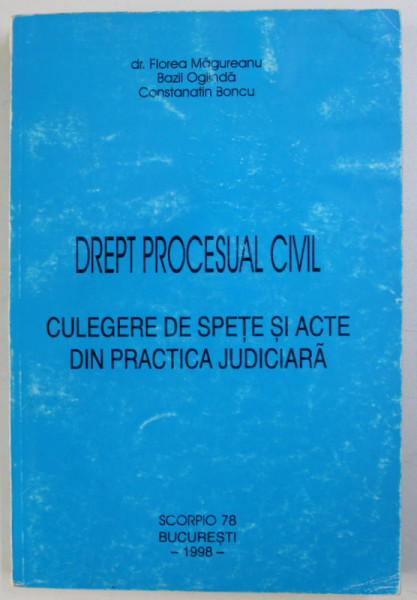 dr. Florea Măgureanu
Bazil Oglindă
Constanatin Boncu
DREPT PROCESUAL CIVIL
CULEGERE DE SPEȚE ȘI ACTE
DIN PRACTICA JUDICIARĂ
SCORPIO 78
BUCUREȘTI
– 1998 –